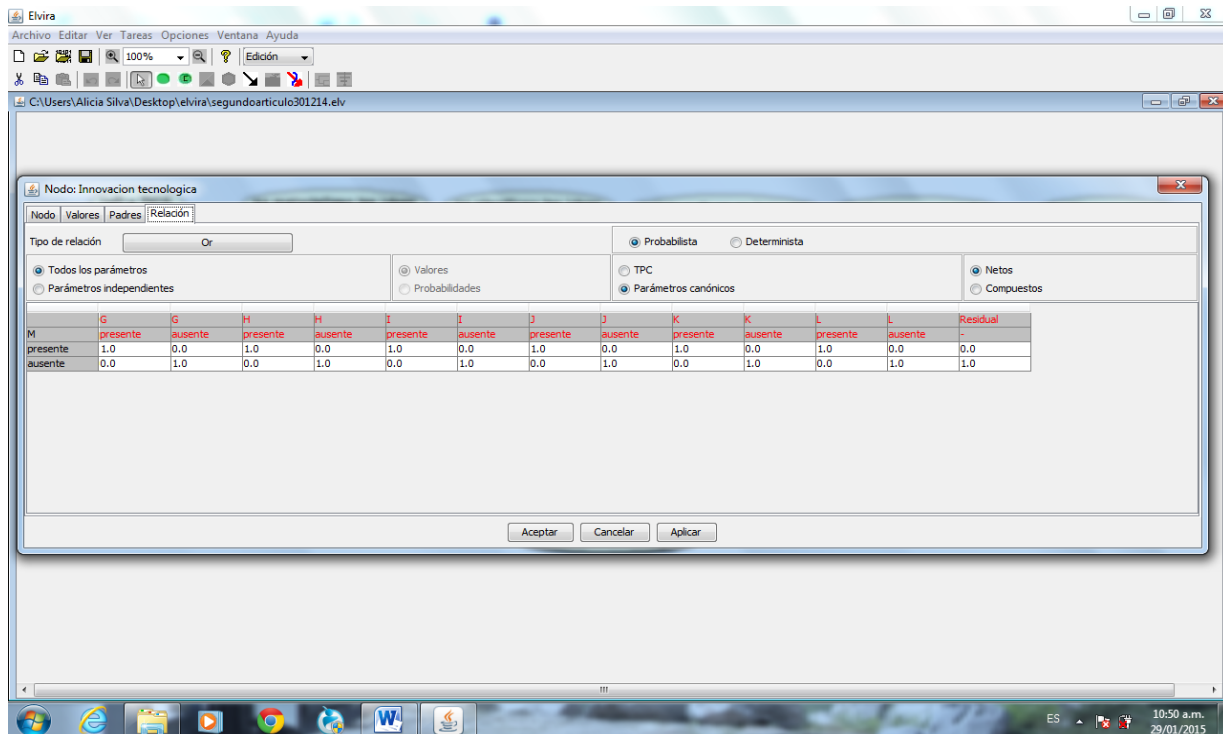 Elvira
Archivo Editar Ver Tareas Opciones Ventana Ayuda
100% ? Edición
C:\Users\Alicia Silva\Desktop\elvira\segundoarticulo301214.elv
Nodo: Innovacion tecnologica
Nodo Valores Padres Relación
Tipo de relación Or Probabilista Determinista
Todos los parámetros Valores TPC Netos
Parámetros independientes Probabilidades Parámetros canónicos Compuestos
G G H H I I J J K K L L Residual
M presente ausente presente ausente presente ausente presente ausente presente ausente presente ausente -
presente 1.0 0.0 1.0 0.0 1.0 0.0 1.0 0.0 1.0 0.0 1.0 0.0 0.0
ausente 0.0 1.0 0.0 1.0 0.0 1.0 0.0 1.0 0.0 1.0 0.0 1.0 1.0
Aceptar Cancelar Aplicar
ES 10:50 a.m.
29/01/2015